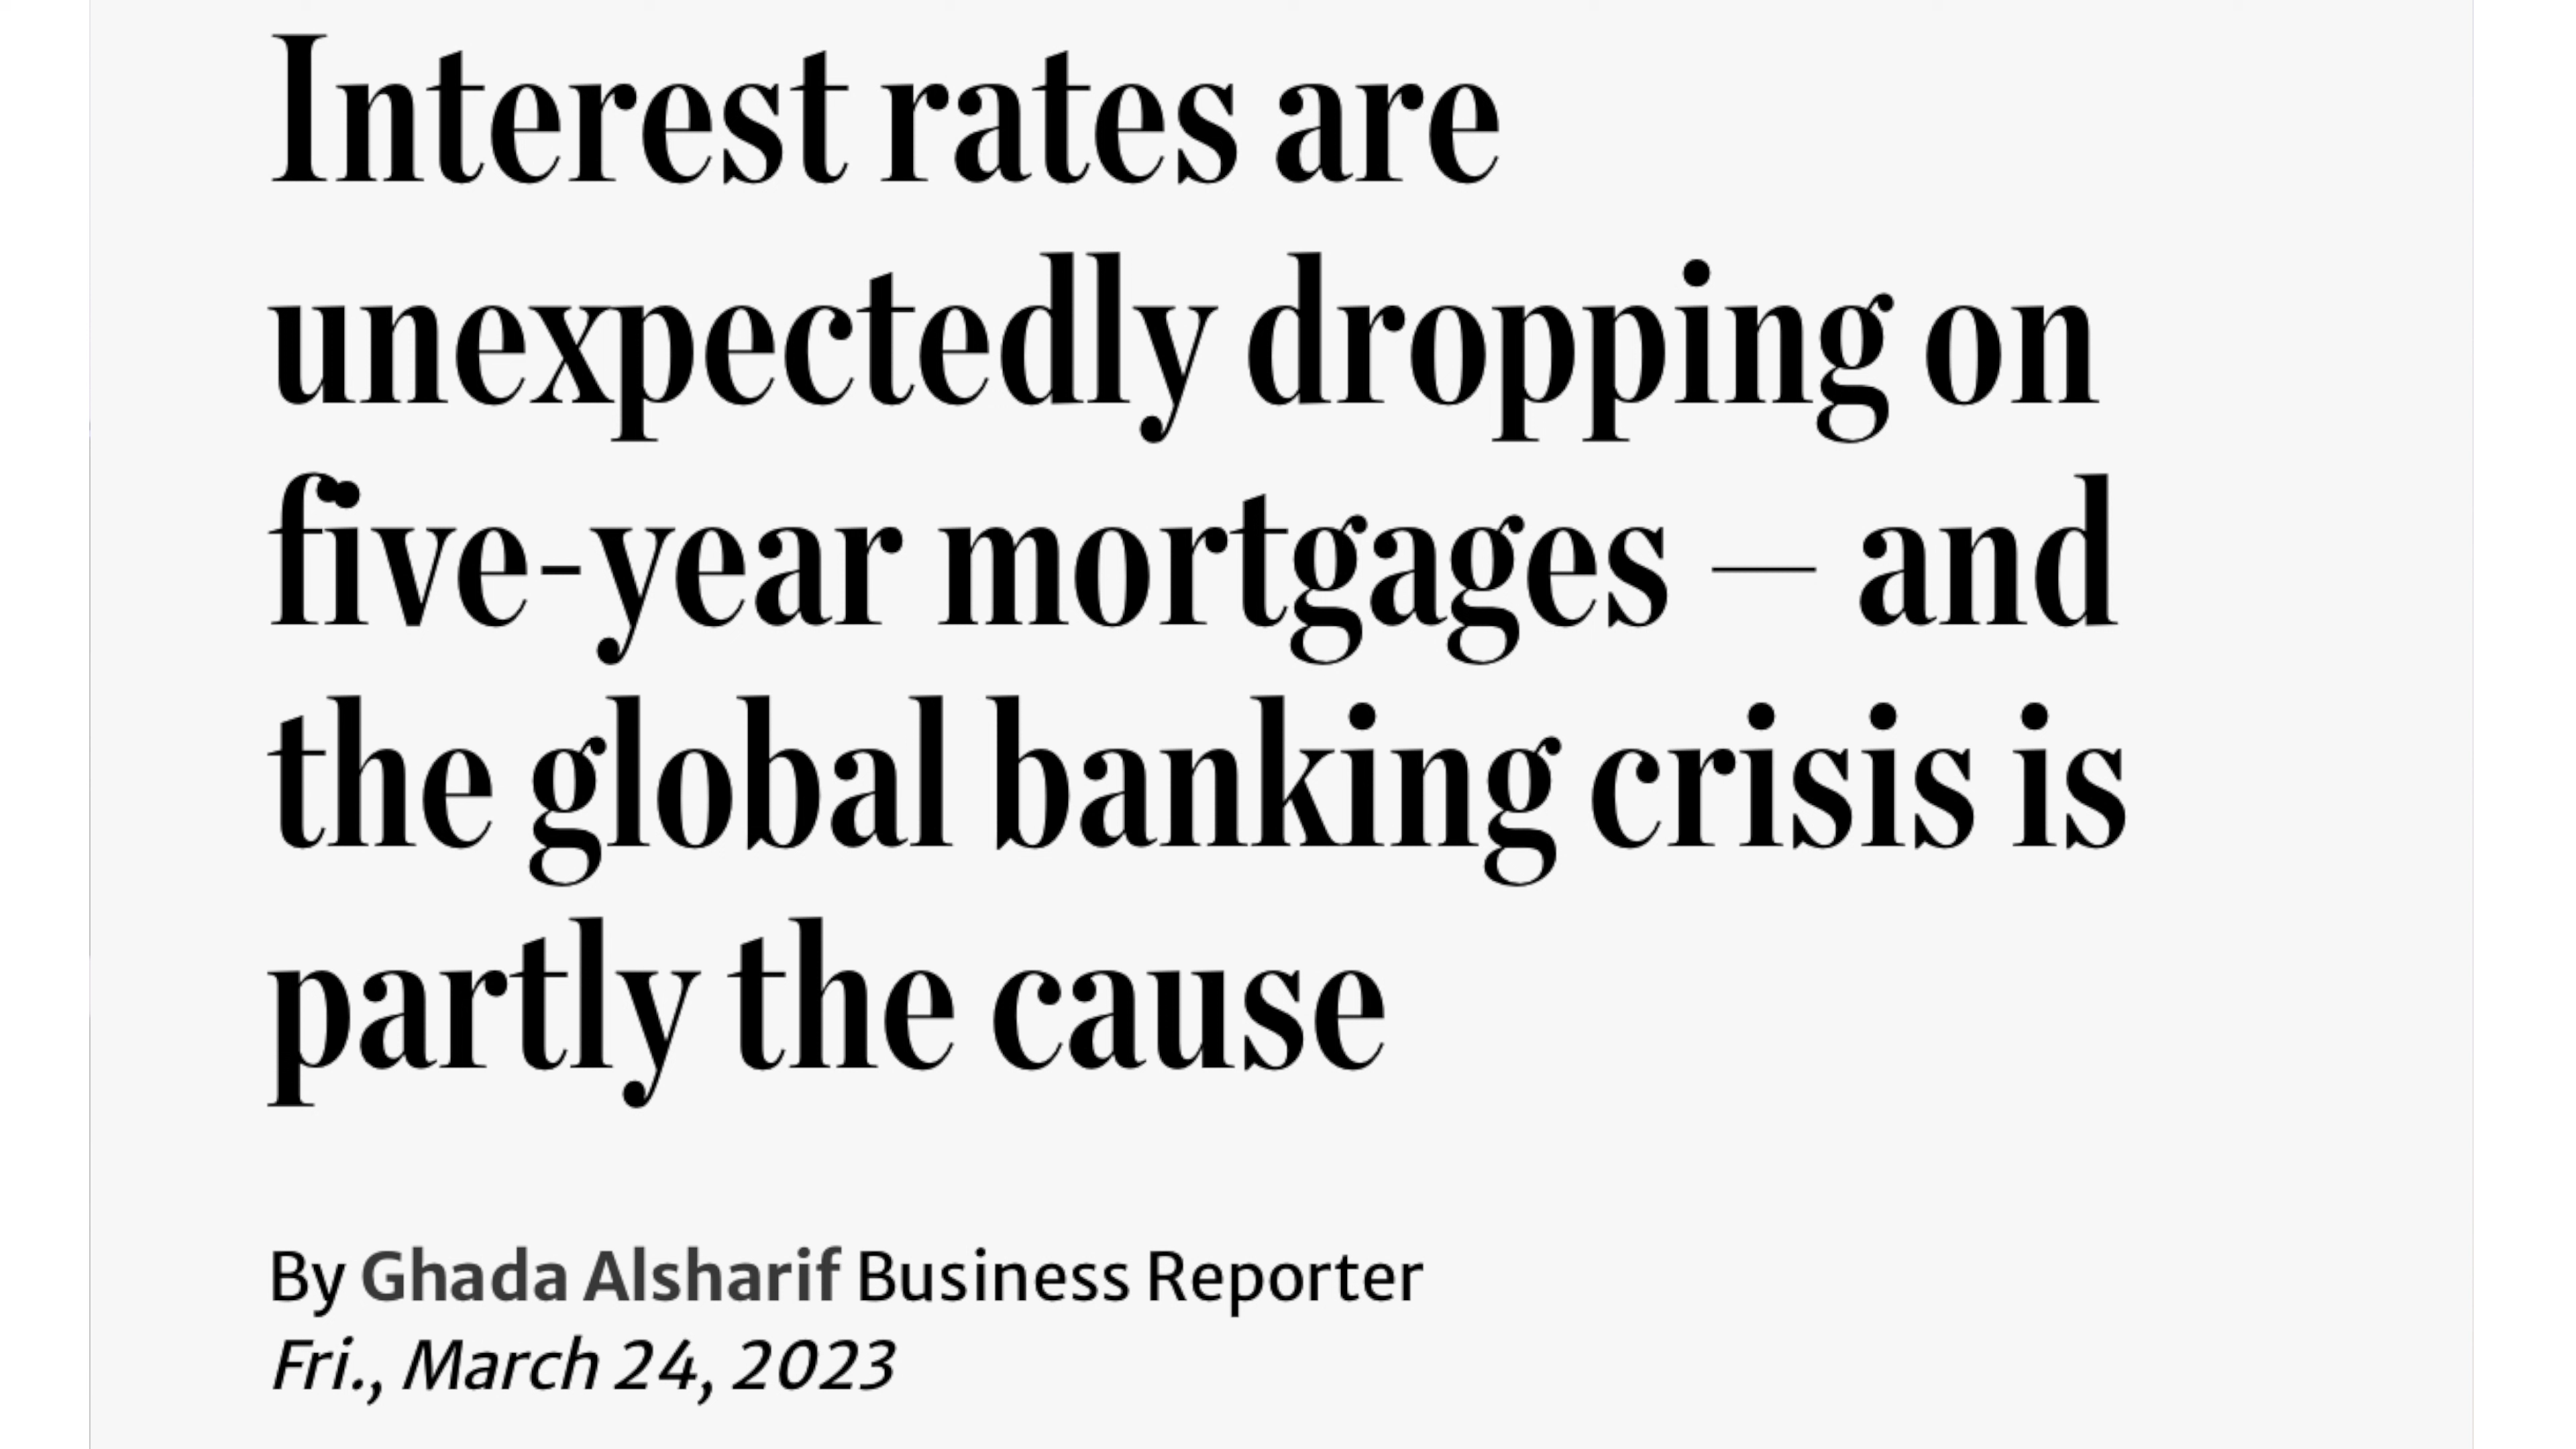 Interest rates are
unexpectedly dropping on
five-year mortgages — and
the global banking crisis is
partly the cause
By Ghada Alsharif Business Reporter
Fri., March 24, 2023